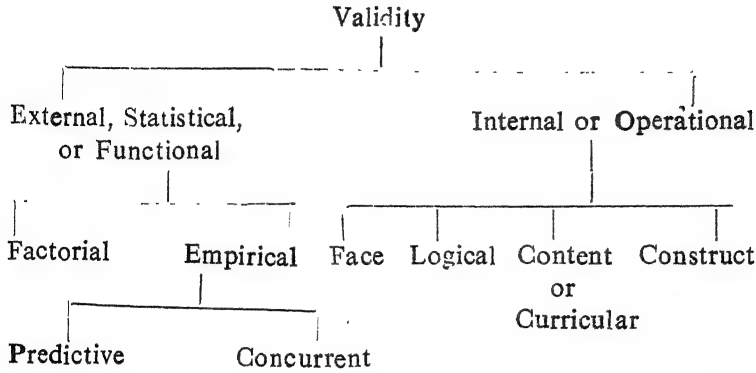 Validity
External, Statistical,
or Functional
Internal or Operational
Factorial
Empirical
Face
Logical
Content
or
Curricular
Construct
Predictive
Concurrent